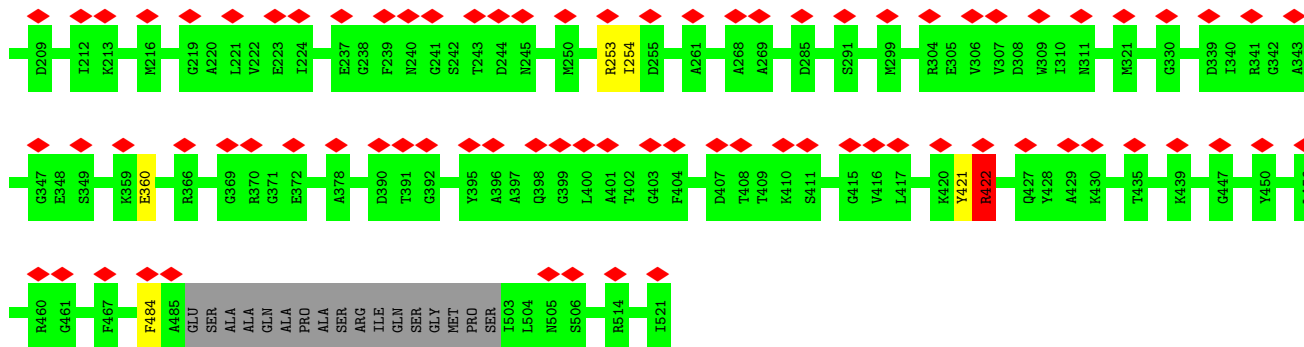 D209 I212 K213 M216 G219 A220 L221 V222 E223 I224 E237 G238 F239 N240 G241 S242 T243 D244 N245 M250 R253 I254 D255 A261 A268 A269 D285 S291 M299 R304 E305 V306 V307 D308 W309 I310 N311 M321 G330 D339 I340 R341 G342 A343
G347 E348 S349 K359 E360 R366 G369 R370 G371 E372 A378 D390 T391 G392 Y395 A396 A397 Q398 G399 L400 A401 T402 G403 F404 D407 T408 T409 K410 S411 G415 V416 L417 K420 Y421 R422 Q427 Y428 A429 K430 T435 K439 G447 Y450
R460 G461 F467 F484 A485 GLU SER ALA ALA GLN ALA PRO ALA SER ARG ILE GLN SER GLY MET PRO SER I503 L504 N505 S506 R514 I521